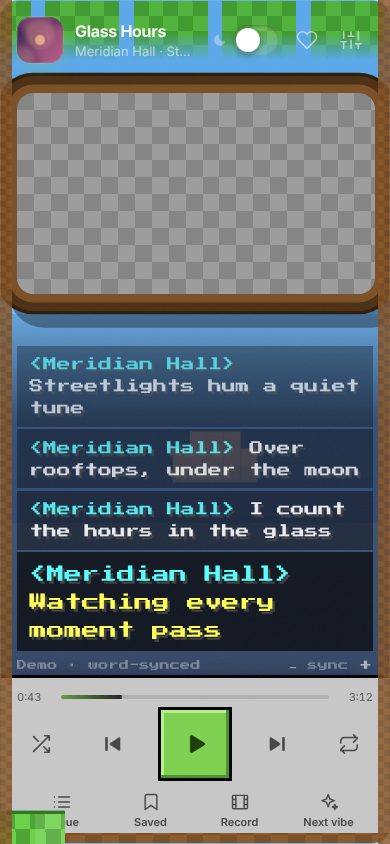 Glass Hours
Meridian Hall · St...
<Meridian Hall>
Streetlights hum a quiet
tune
<Meridian Hall> Over
rooftops, under the moon
<Meridian Hall> I count
the hours in the glass
<Meridian Hall>
Watching every
moment pass
Demo · word-synced – sync +
0:43 3:12
ue Saved Record Next vibe